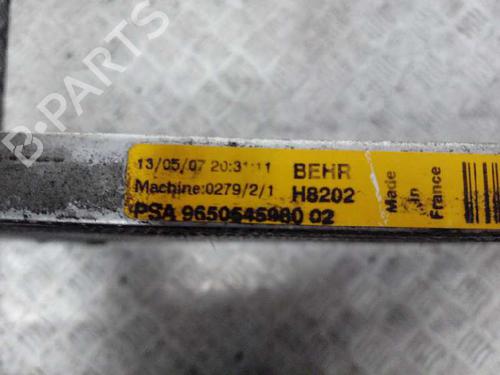 13/05/07 20:31:11 BEHR
Machine:0279/2/1 H8202
PSA 9650545980 02
Made
in
France
B-PARTS